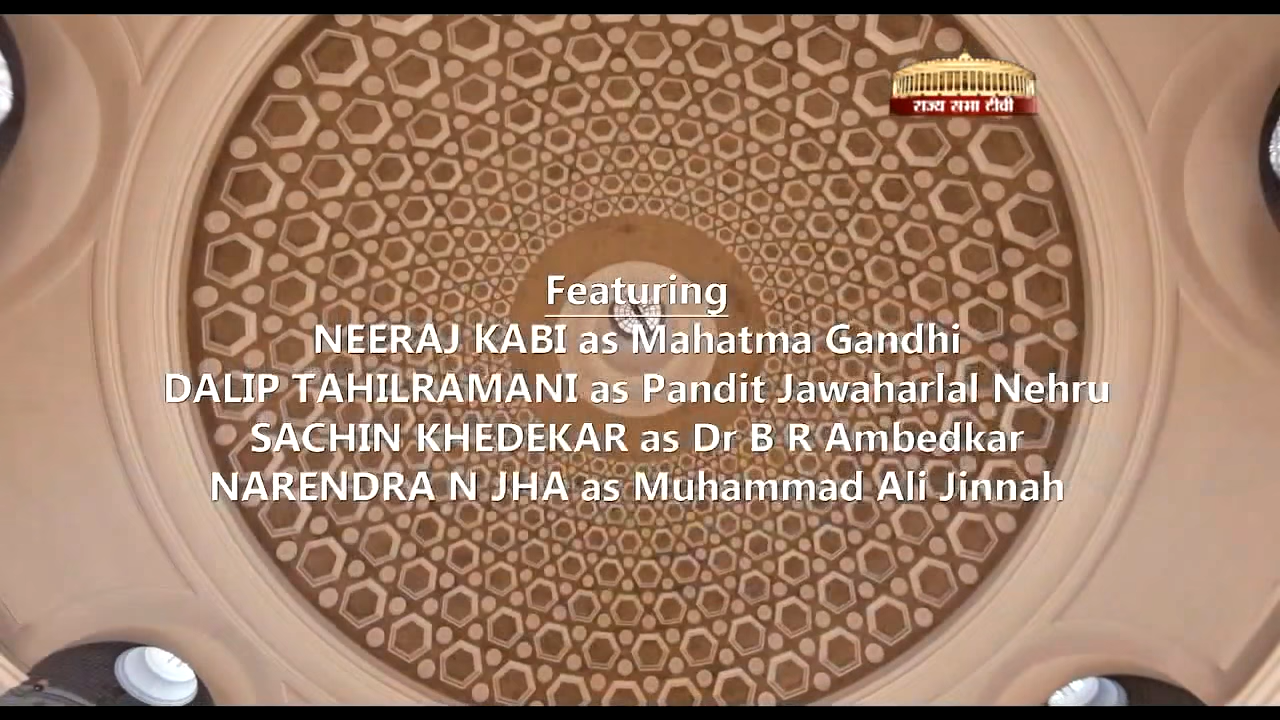 राज्य सभा टीवी
Featuring
NEERAJ KABI as Mahatma Gandhi
DALIP TAHILRAMANI as Pandit Jawaharlal Nehru
SACHIN KHEDEKAR as Dr B R Ambedkar
NARENDRA N JHA as Muhammad Ali Jinnah